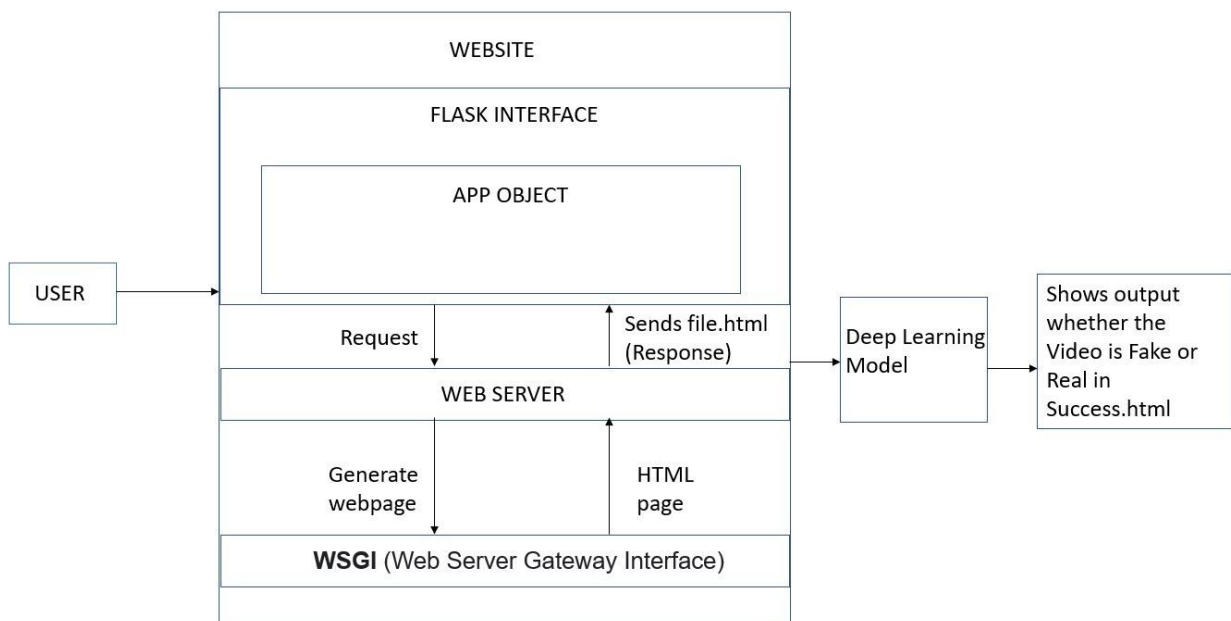 WEBSITE
FLASK INTERFACE
APP OBJECT
USER
Request
Sends file.html
(Response)
WEB SERVER
Generate
webpage
HTML
page
WSGI (Web Server Gateway Interface)
Deep Learning
Model
Shows output
whether the
Video is Fake or
Real in
Success.html